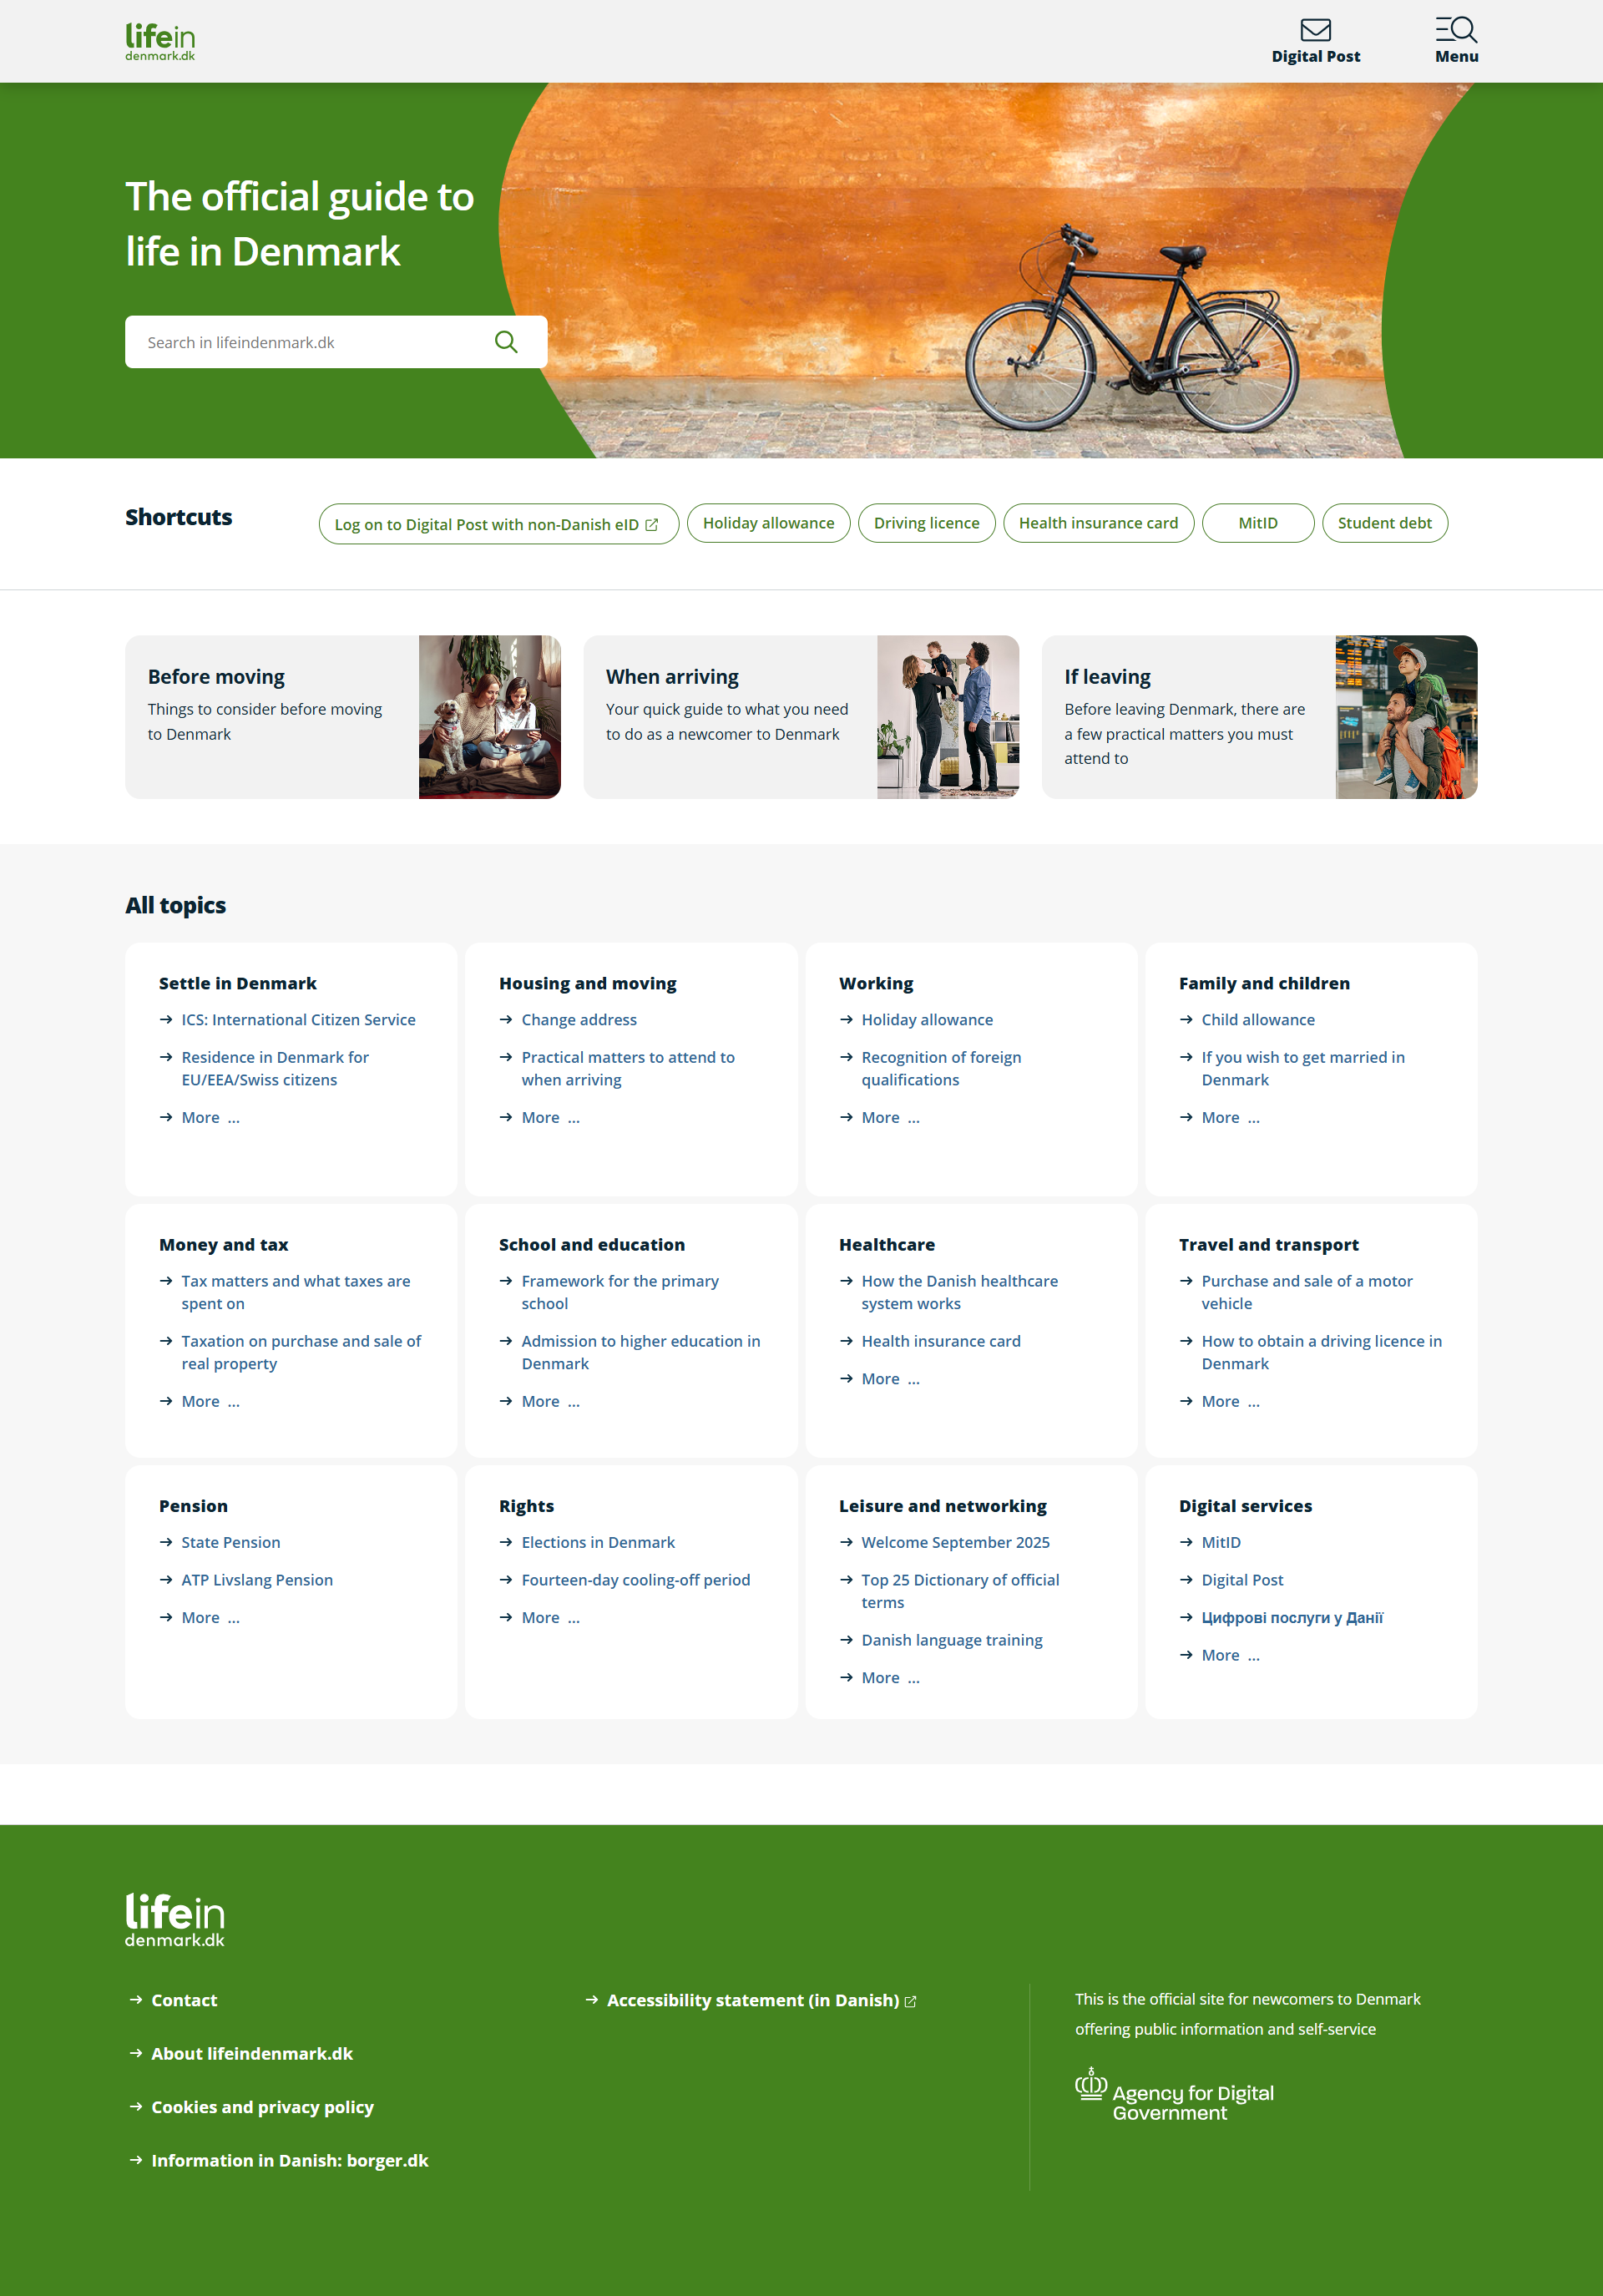 lifein
denmark.dk
Digital Post
Menu
The official guide to
life in Denmark
Search in lifeindenmark.dk
Shortcuts
Log on to Digital Post with non-Danish eID
Holiday allowance
Driving licence
Health insurance card
MitID
Student debt
Before moving
Things to consider before moving
to Denmark
When arriving
Your quick guide to what you need
to do as a newcomer to Denmark
If leaving
Before leaving Denmark, there are
a few practical matters you must
attend to
All topics
Settle in Denmark
ICS: International Citizen Service
Residence in Denmark for
EU/EEA/Swiss citizens
More ...
Housing and moving
Change address
Practical matters to attend to
when arriving
More ...
Working
Holiday allowance
Recognition of foreign
qualifications
More ...
Family and children
Child allowance
If you wish to get married in
Denmark
More ...
Money and tax
Tax matters and what taxes are
spent on
Taxation on purchase and sale of
real property
More ...
School and education
Framework for the primary
school
Admission to higher education in
Denmark
More ...
Healthcare
How the Danish healthcare
system works
Health insurance card
More ...
Travel and transport
Purchase and sale of a motor
vehicle
How to obtain a driving licence in
Denmark
More ...
Pension
State Pension
ATP Livslang Pension
More ...
Rights
Elections in Denmark
Fourteen-day cooling-off period
More ...
Leisure and networking
Welcome September 2025
Top 25 Dictionary of official
terms
Danish language training
More ...
Digital services
MitID
Digital Post
Цифрові послуги у Данії
More ...
lifein
denmark.dk
Contact
About lifeindenmark.dk
Cookies and privacy policy
Information in Danish: borger.dk
Accessibility statement (in Danish)
This is the official site for newcomers to Denmark
offering public information and self-service
Agency for Digital
Government